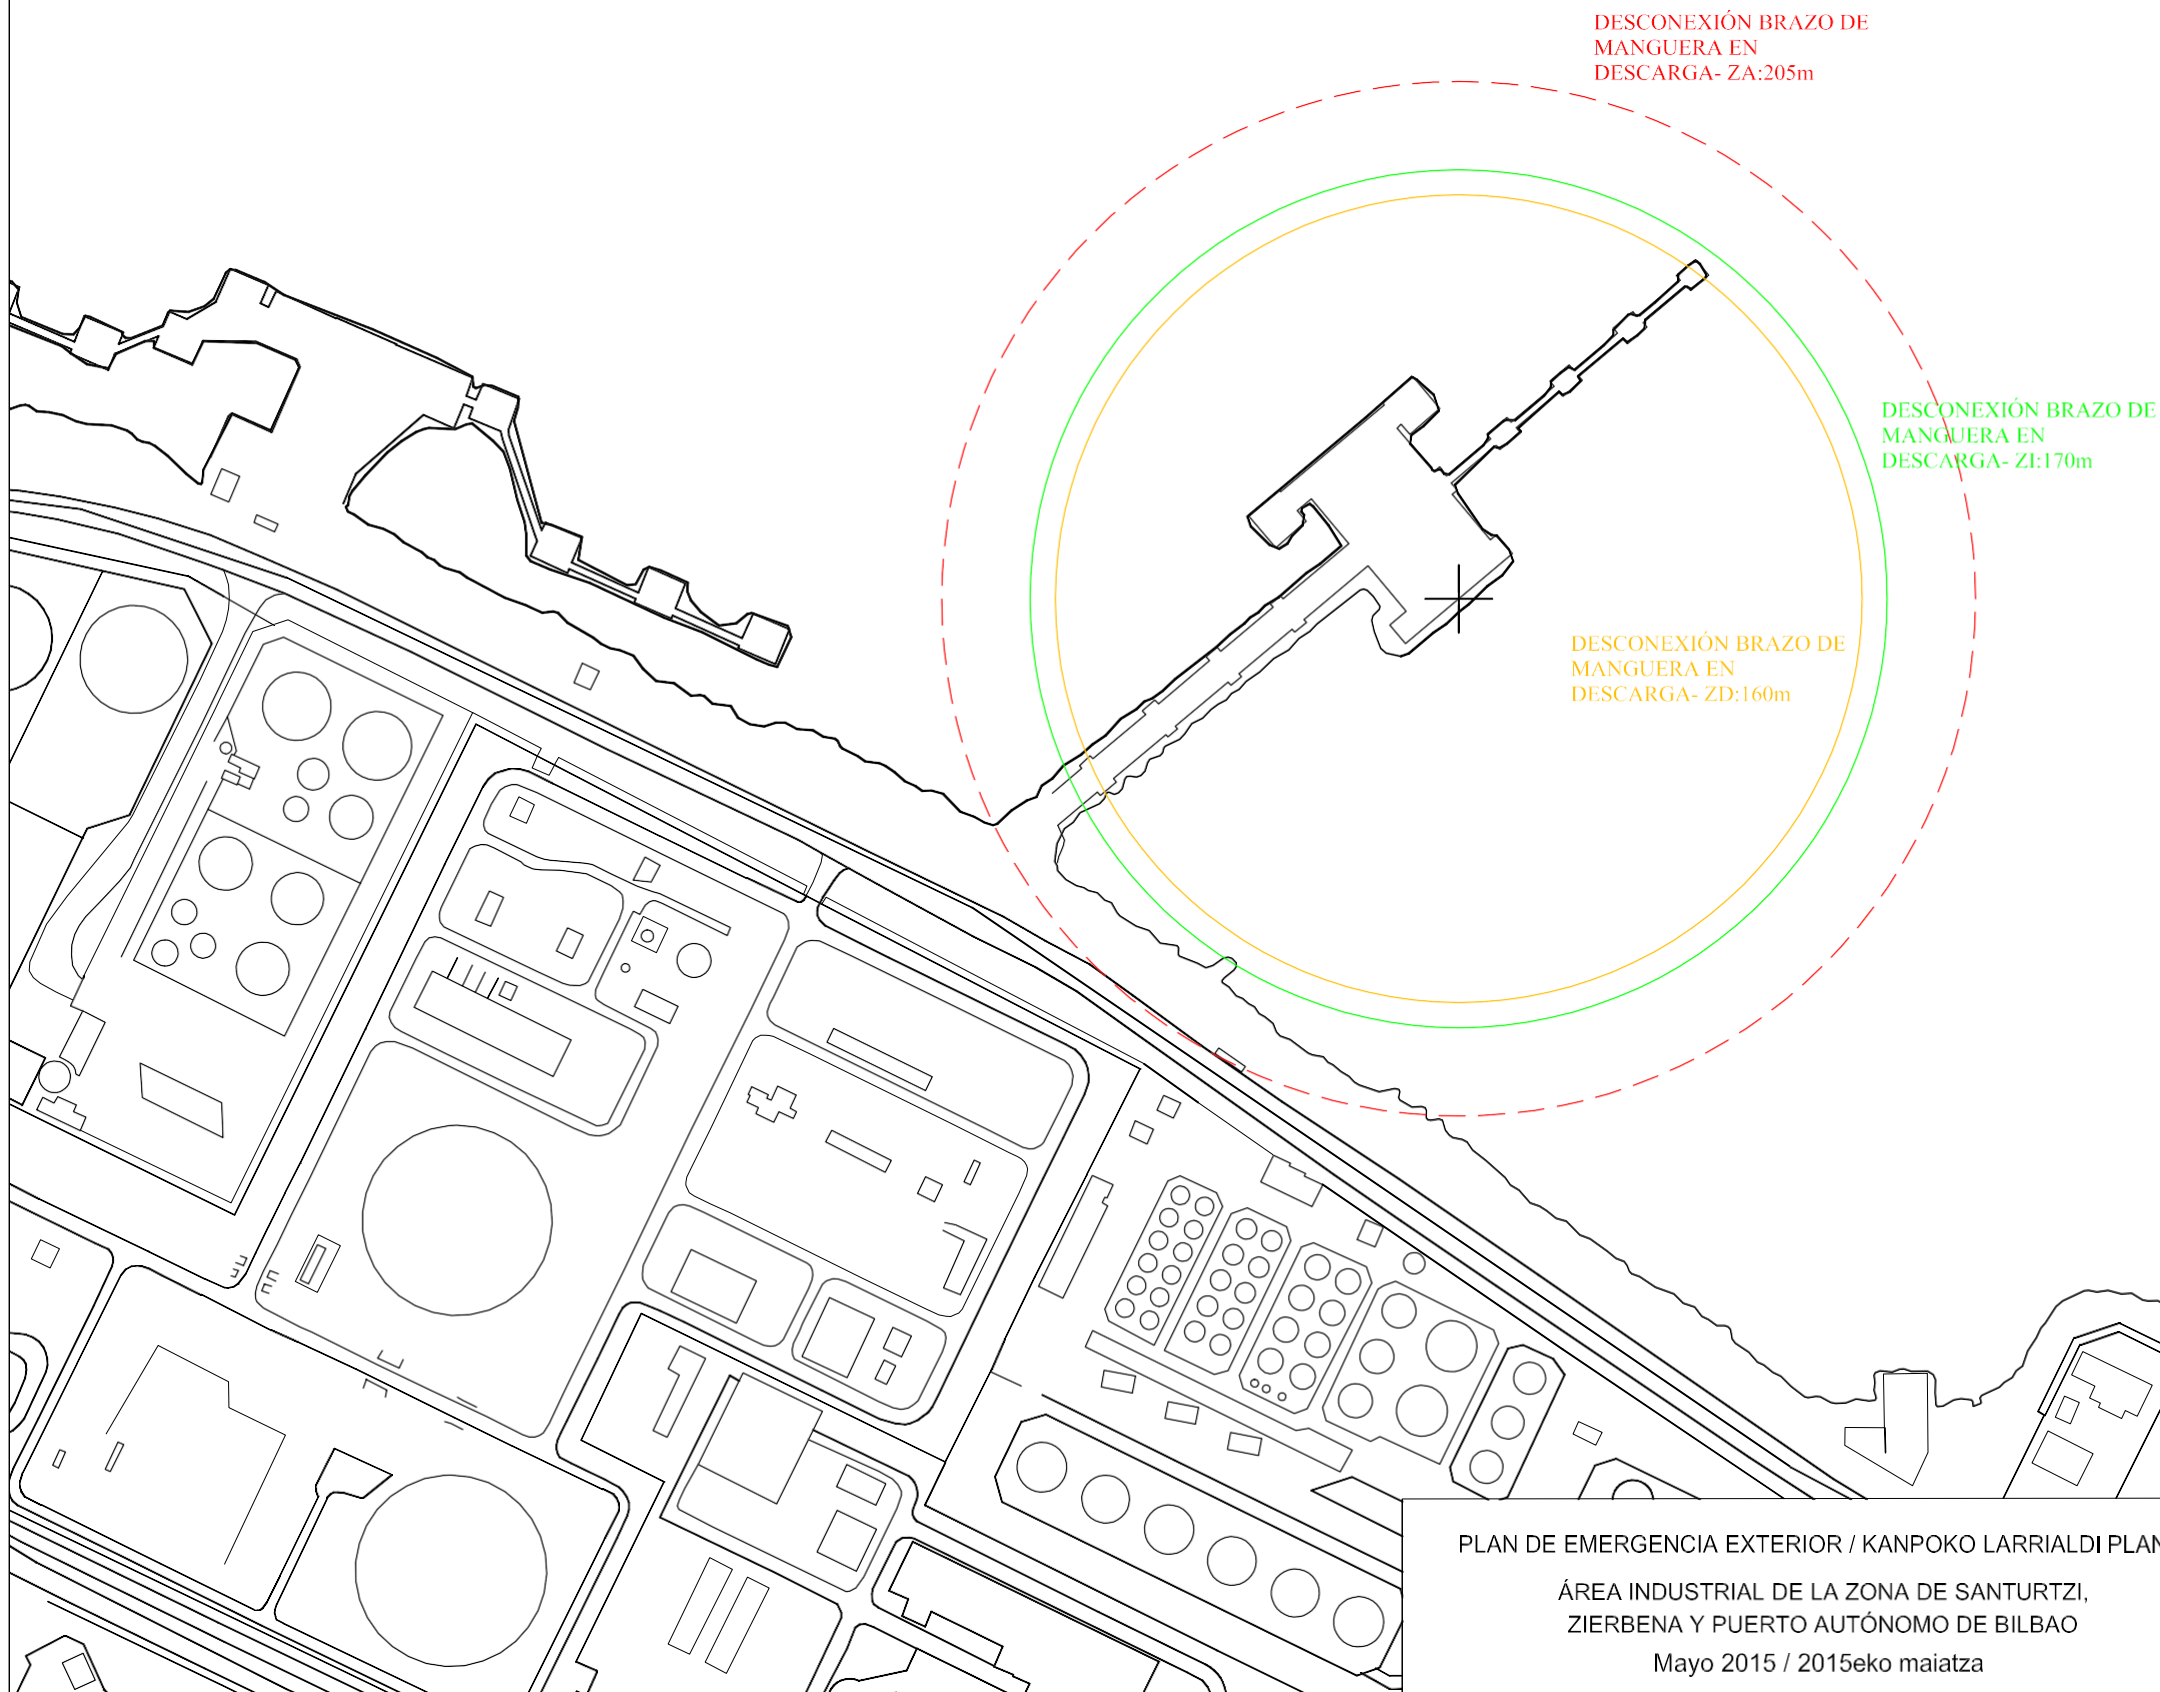 DESCONEXIÓN BRAZO DE
MANGUERA EN
DESCARGA- ZA:205m
DESCONEXIÓN BRAZO DE
MANGUERA EN
DESCARGA- ZI:170m
DESCONEXIÓN BRAZO DE
MANGUERA EN
DESCARGA- ZD:160m
PLAN DE EMERGENCIA EXTERIOR / KANPOKO LARRIALDI PLAN
ÁREA INDUSTRIAL DE LA ZONA DE SANTURTZI,
ZIERBENA Y PUERTO AUTÓNOMO DE BILBAO
Mayo 2015 / 2015eko maiatza